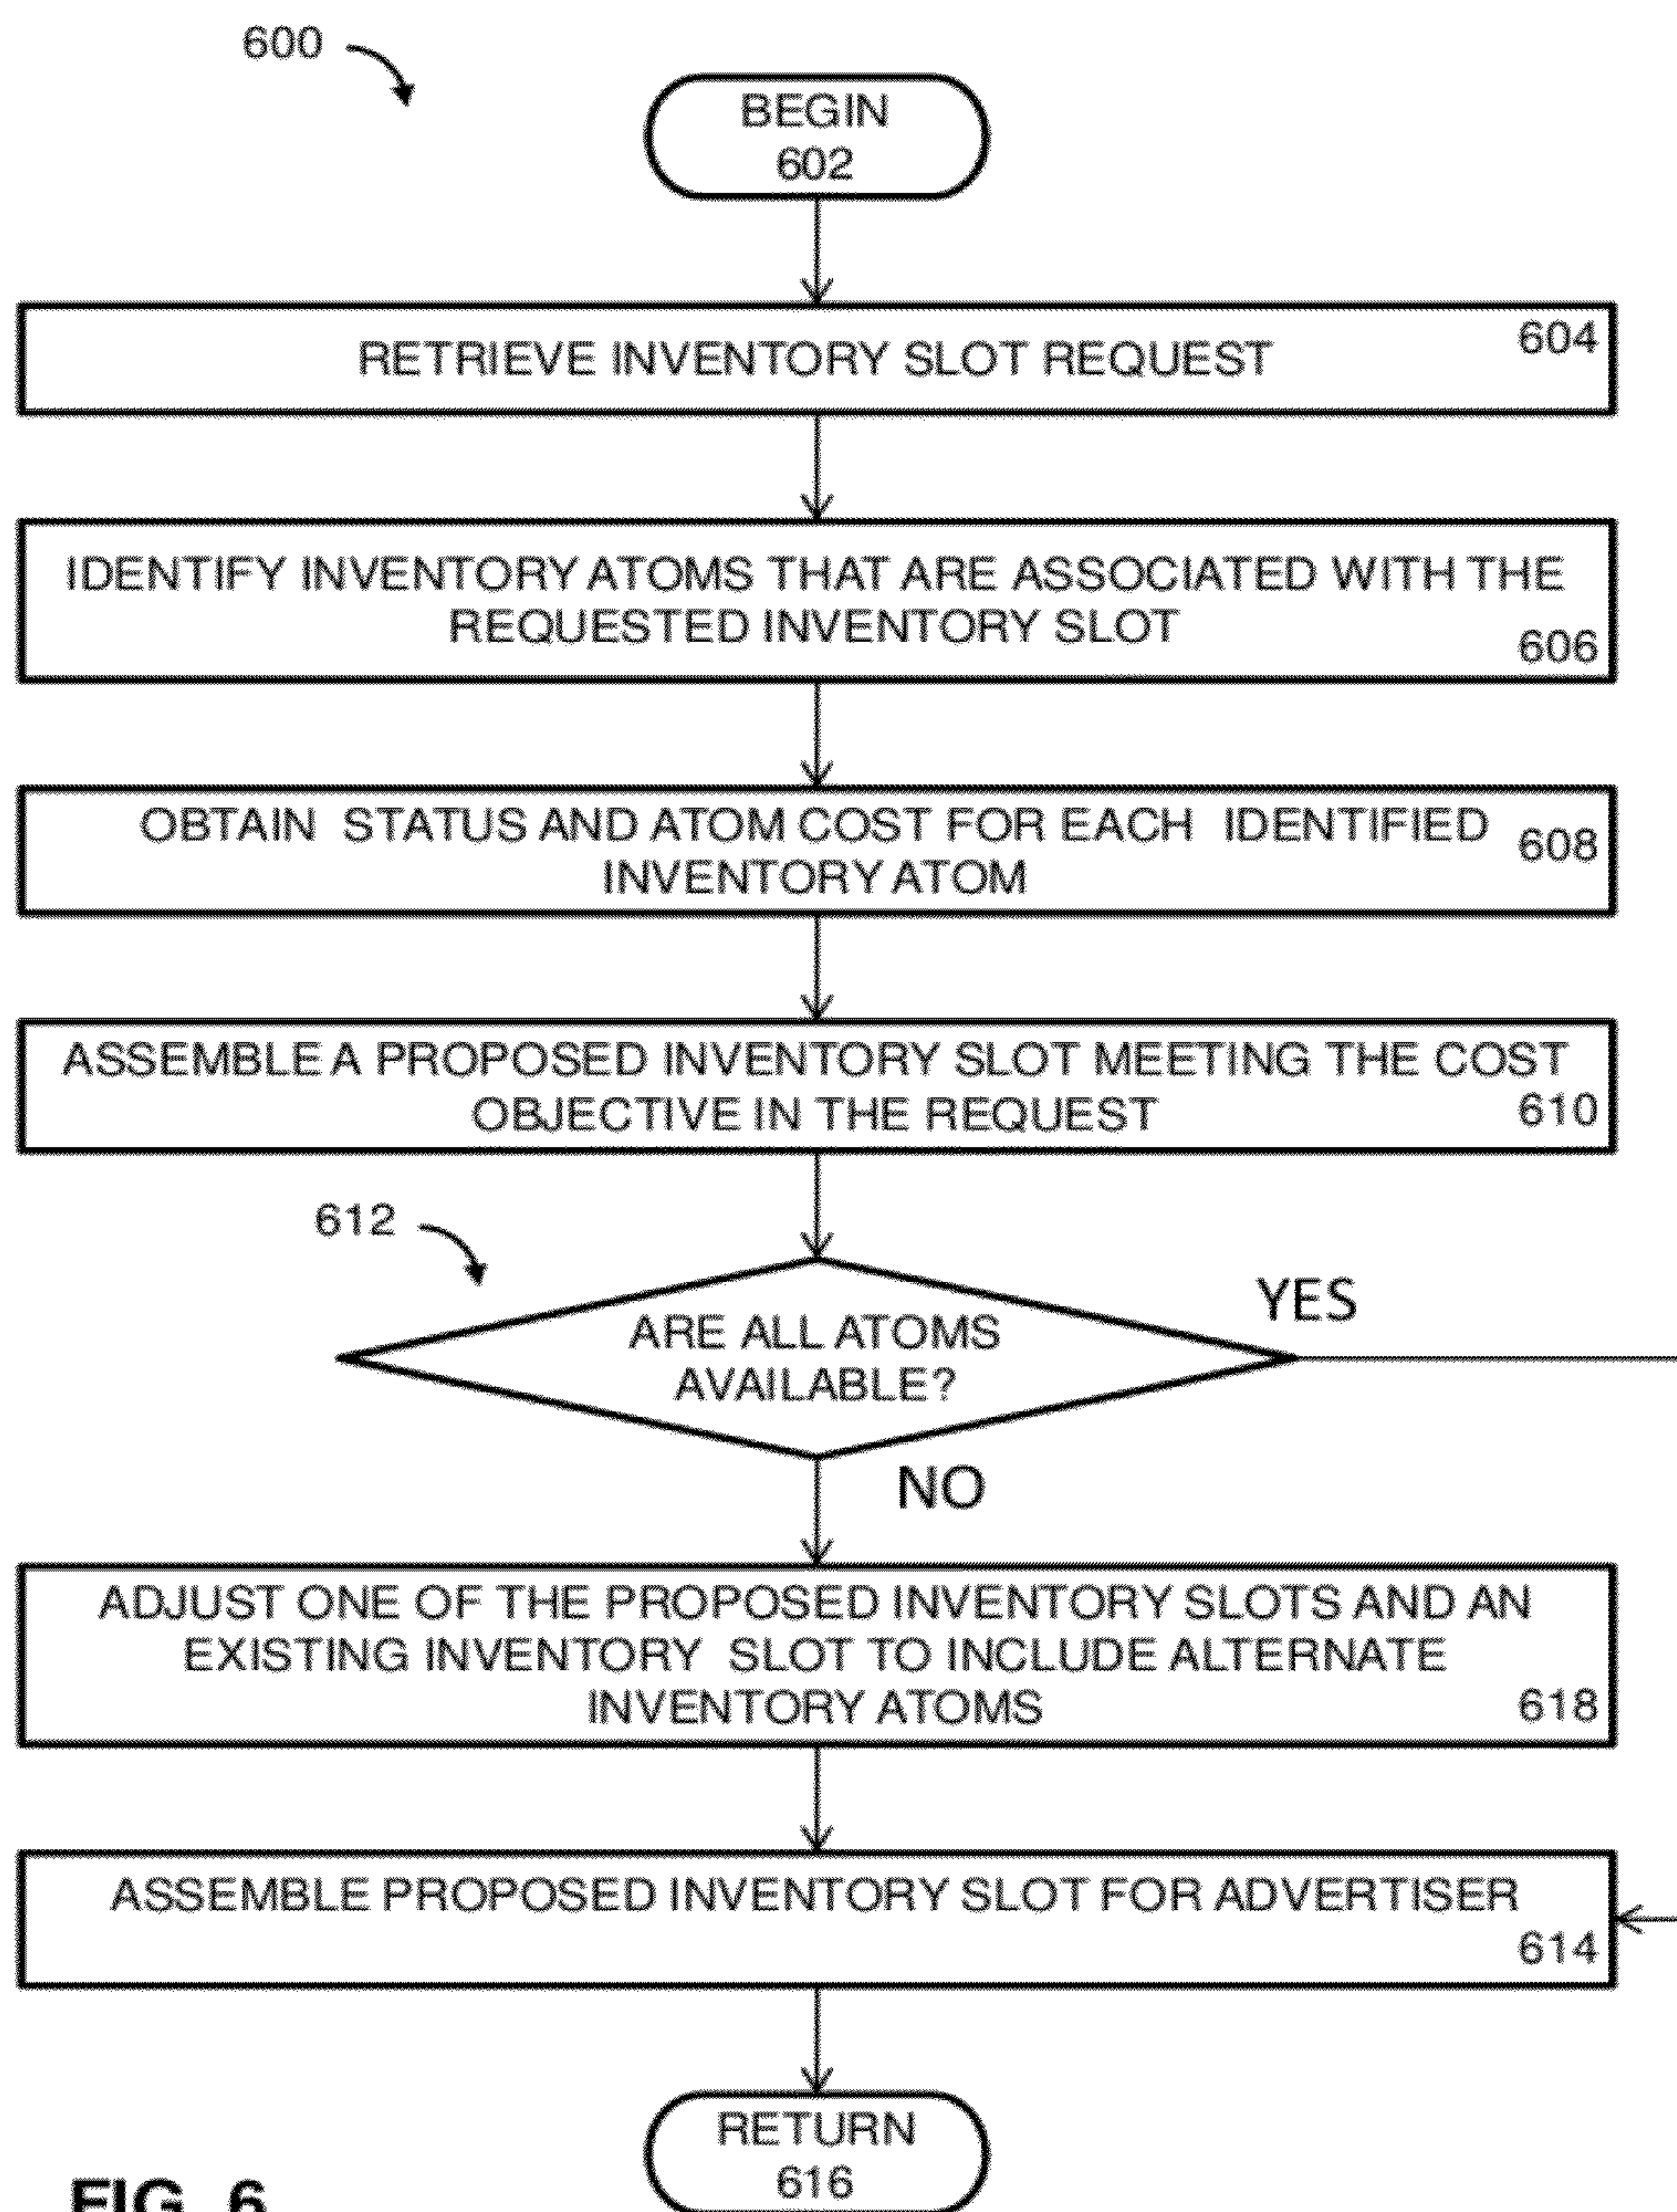 600
BEGIN
602
RETRIEVE INVENTORY SLOT REQUEST
604
IDENTIFY INVENTORY ATOMS THAT ARE ASSOCIATED WITH THE
REQUESTED INVENTORY SLOT
606
OBTAIN STATUS AND ATOM COST FOR EACH IDENTIFIED
INVENTORY ATOM
608
ASSEMBLE A PROPOSED INVENTORY SLOT MEETING THE COST
OBJECTIVE IN THE REQUEST
610
612
ARE ALL ATOMS
AVAILABLE?
YES
NO
ADJUST ONE OF THE PROPOSED INVENTORY SLOTS AND AN
EXISTING INVENTORY SLOT TO INCLUDE ALTERNATE
INVENTORY ATOMS
618
ASSEMBLE PROPOSED INVENTORY SLOT FOR ADVERTISER
614
RETURN
616
FIG. 6